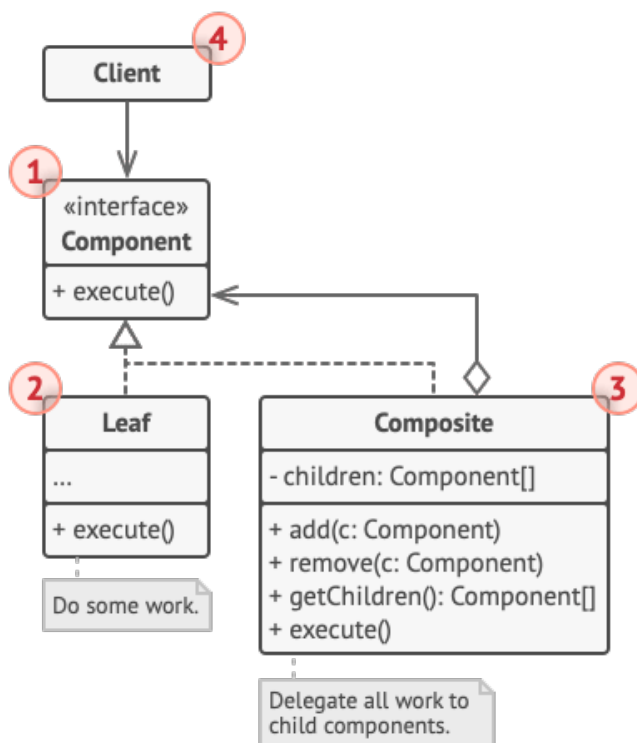 4
Client
1
«interface»
Component
+ execute()
2
Leaf
...
+ execute()
Do some work.
3
Composite
- children: Component[]
+ add(c: Component)
+ remove(c: Component)
+ getChildren(): Component[]
+ execute()
Delegate all work to
child components.